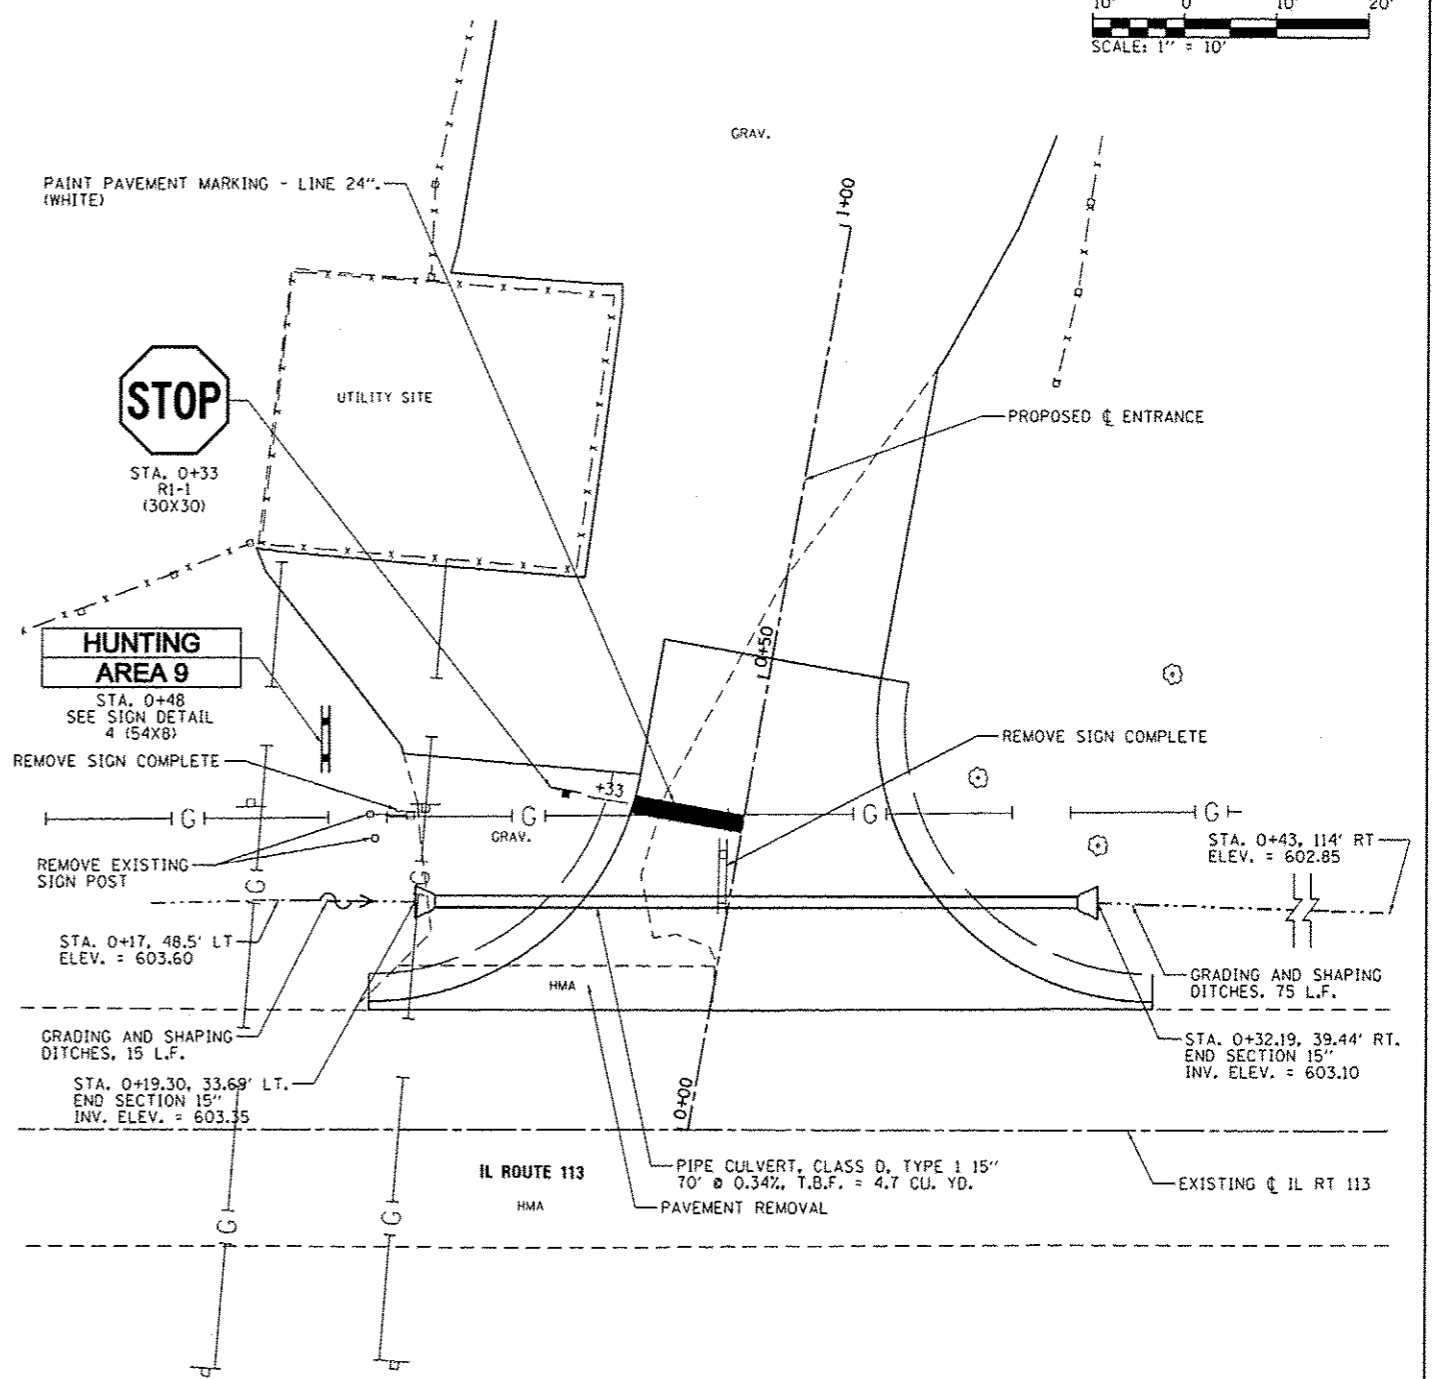 10' 0 10' 20'
SCALE: 1" = 10'
GRAV.
PAINT PAVEMENT MARKING - LINE 24".
(WHITE)
1+00
STOP
STA. 0+33
R1-1
(30X30)
UTILITY SITE
PROPOSED ℄ ENTRANCE
HUNTING
AREA 9
STA. 0+48
SEE SIGN DETAIL
4 (54X8)
0+50
REMOVE SIGN COMPLETE
REMOVE SIGN COMPLETE
+33
G G G G
GRAV.
REMOVE EXISTING
SIGN POST
G G
STA. 0+43, 114' RT
ELEV. = 602.85
STA. 0+17, 48.5' LT
ELEV. = 603.60
HMA
GRADING AND SHAPING
DITCHES, 75 L.F.
GRADING AND SHAPING
DITCHES, 15 L.F.
STA. 0+32.19, 39.44' RT.
END SECTION 15"
INV. ELEV. = 603.10
STA. 0+19.30, 33.69' LT.
END SECTION 15"
INV. ELEV. = 603.35
0+00
IL ROUTE 113
HMA
PIPE CULVERT, CLASS D, TYPE 1 15"
70' @ 0.34%, T.B.F. = 4.7 CU. YD.
PAVEMENT REMOVAL
EXISTING ℄ IL RT 113
G G